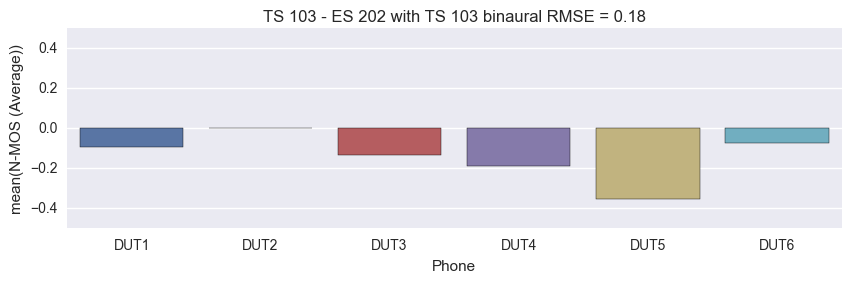 TS 103 - ES 202 with TS 103 binaural RMSE = 0.18
mean(N-MOS (Average))
0.4
0.2
0.0
−0.2
−0.4
DUT1 DUT2 DUT3 DUT4 DUT5 DUT6
Phone